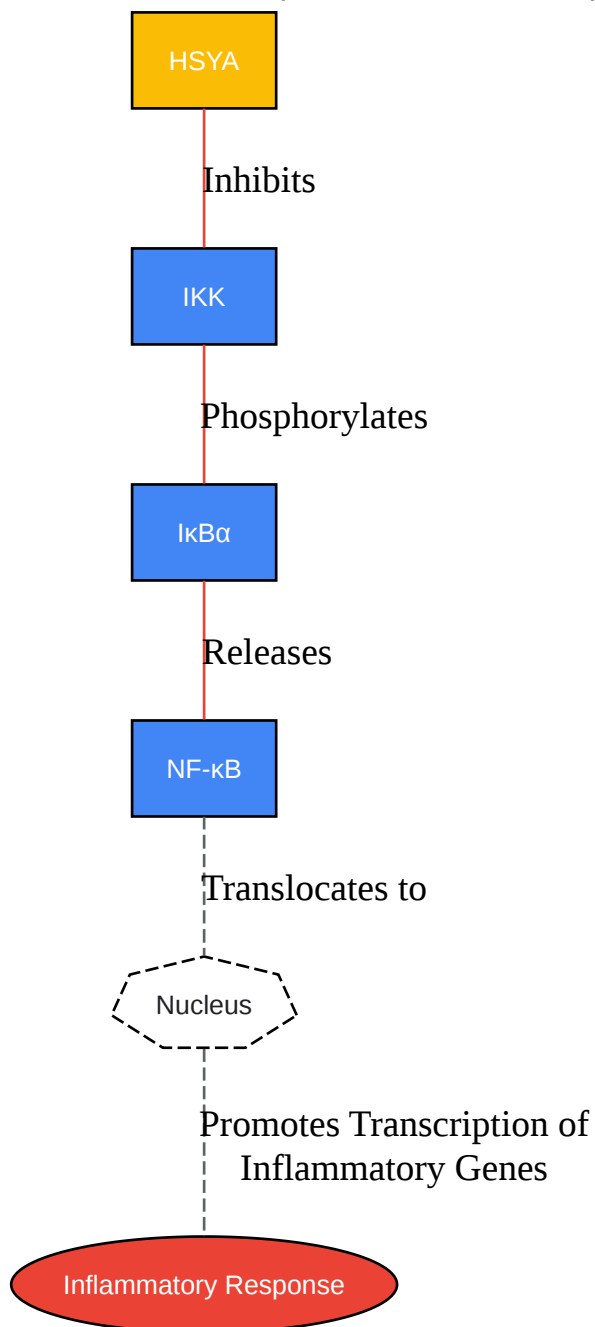 HSYA
Inhibits
IKK
Phosphorylates
IκBα
Releases
NF-κB
Translocates to
Nucleus
Promotes Transcription of
Inflammatory Genes
Inflammatory Response